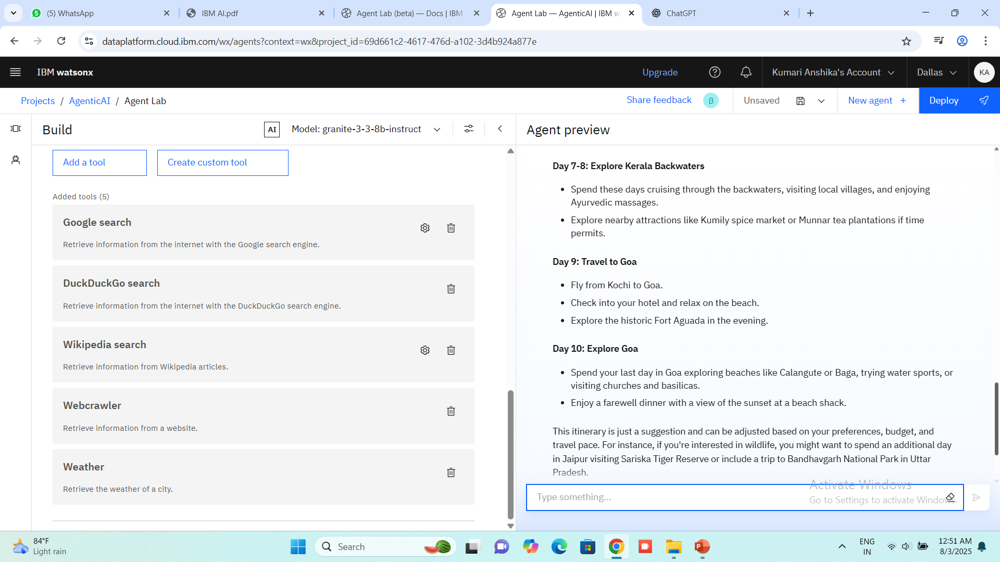 (5) WhatsApp
IBM AI.pdf
Agent Lab (beta) — Docs | IBM
Agent Lab — AgenticAI | IBM w
ChatGPT
dataplatform.cloud.ibm.com/wx/agents?context=wx&project_id=69d661c2-4617-476d-a102-3d4b924a877e
IBM watsonx
Upgrade
Kumari Anshika's Account
Dallas
KA
Projects / AgenticAI / Agent Lab
Share feedback
β
Unsaved
New agent +
Deploy
Build
AI
Model: granite-3-3-8b-instruct
Agent preview
Add a tool
Create custom tool
Added tools (5)
Google search
Retrieve information from the internet with the Google search engine.
DuckDuckGo search
Retrieve information from the internet with the DuckDuckGo search engine.
Wikipedia search
Retrieve information from Wikipedia articles.
Webcrawler
Retrieve information from a website.
Weather
Retrieve the weather of a city.
Day 7-8: Explore Kerala Backwaters
• Spend these days cruising through the backwaters, visiting local villages, and enjoying
Ayurvedic massages.
• Explore nearby attractions like Kumily spice market or Munnar tea plantations if time
permits.
Day 9: Travel to Goa
• Fly from Kochi to Goa.
• Check into your hotel and relax on the beach.
• Explore the historic Fort Aguada in the evening.
Day 10: Explore Goa
• Spend your last day in Goa exploring beaches like Calangute or Baga, trying water sports, or
visiting churches and basilicas.
• Enjoy a farewell dinner with a view of the sunset at a beach shack.
This itinerary is just a suggestion and can be adjusted based on your preferences, budget, and
travel pace. For instance, if you're interested in wildlife, you might want to spend an additional day
in Jaipur visiting Sariska Tiger Reserve or include a trip to Bandhavgarh National Park in Uttar
Pradesh.
Type something...
Activate Windows
Go to Settings to activate Windows.
84°F
Light rain
Search
ENG
IN
12:51 AM
8/3/2025